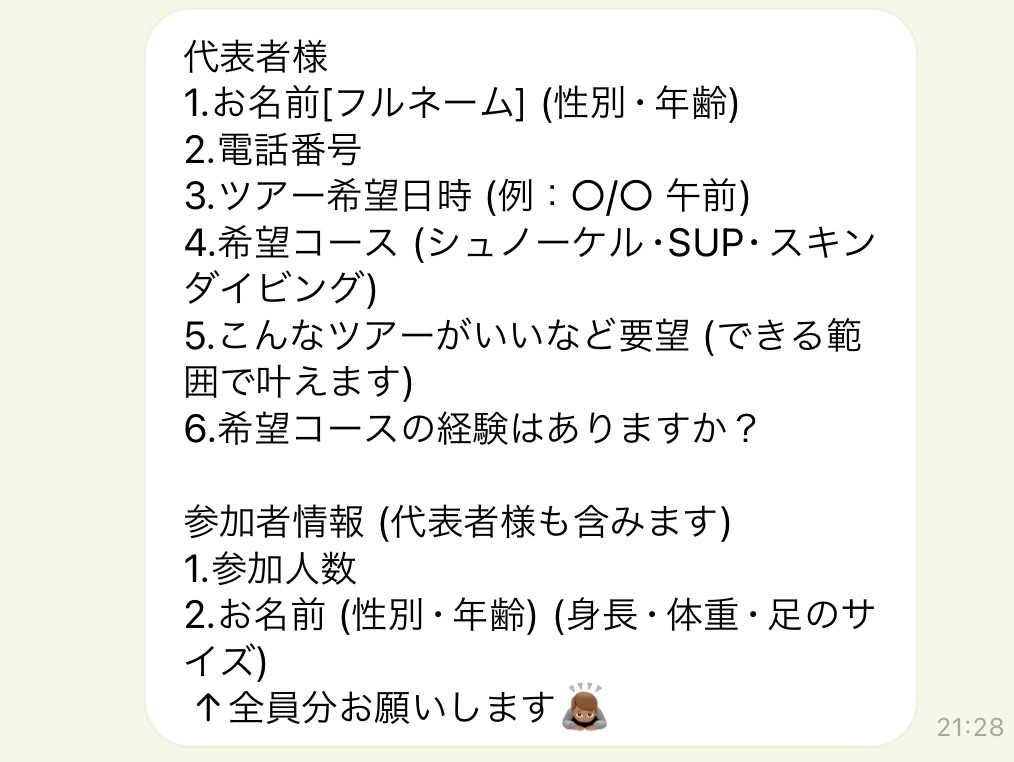 代表者様
1.お名前[フルネーム] (性別・年齢)
2.電話番号
3.ツアー希望日時 (例：〇/〇 午前)
4.希望コース (シュノーケル・SUP・スキン
ダイビング)
5.こんなツアーがいいなど要望 (できる範
囲で叶えます)
6.希望コースの経験はありますか？
参加者情報 (代表者様も含みます)
1.参加人数
2.お名前 (性別・年齢) (身長・体重・足のサ
イズ)
↑全員分お願いします🙇🏽
21:28